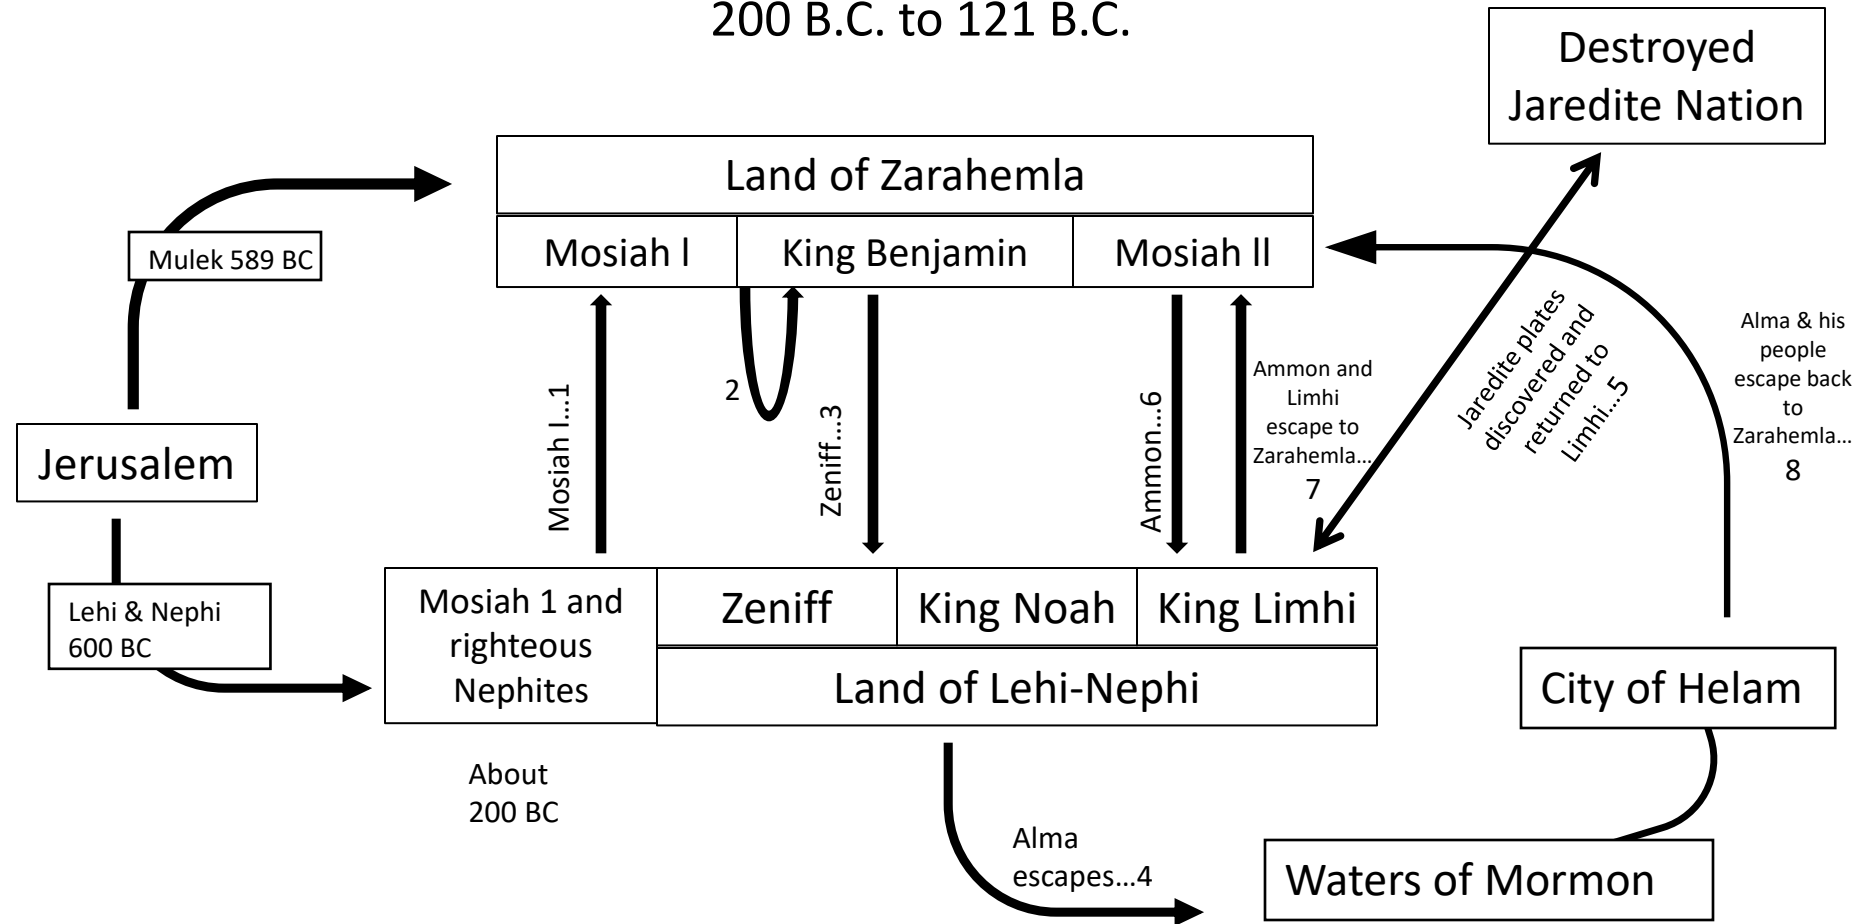 200 B.C. to 121 B.C.
Destroyed
Jaredite Nation
Land of Zarahemla
Mosiah l
King Benjamin
Mosiah ll
Mulek 589 BC
Jerusalem
Lehi & Nephi
600 BC
Mosiah I...1
2
Zeniff...3
Ammon...6
Ammon and
Limhi
escape to
Zarahemla...
7
Jaredite plates
discovered and
returned to
Limhi...5
Alma & his
people
escape back
to
Zarahemla...
8
Mosiah 1 and
righteous
Nephites
Zeniff
King Noah
King Limhi
Land of Lehi-Nephi
City of Helam
About
200 BC
Alma
escapes...4
Waters of Mormon